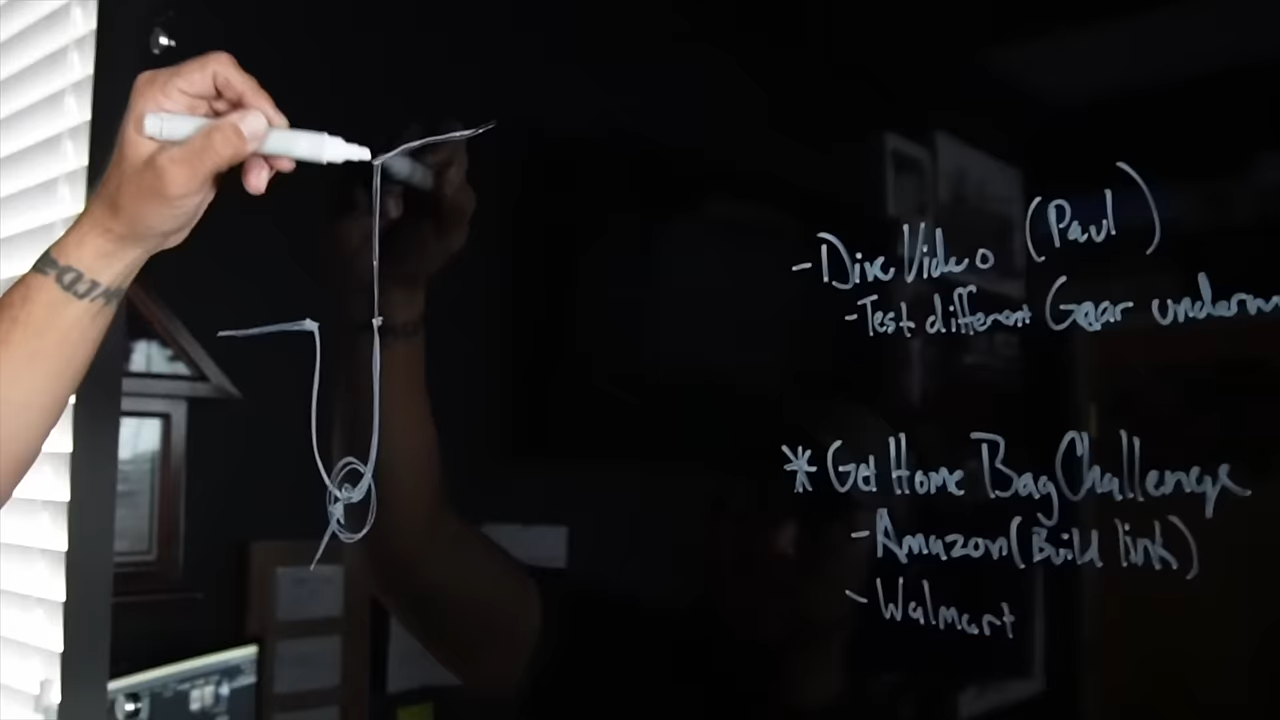 - Dive Video (Paul)
- Test different Gear underw
* Get Home Bag Challenge
- Amazon (Build link)
- Walmart